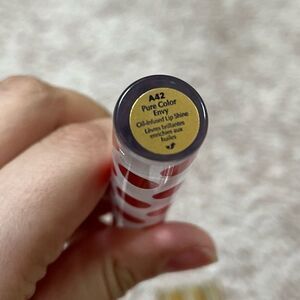 A42
Pure Color
Envy
Oil-Infused Lip Shine
Lèvres brillantes
enrichies aux
huiles